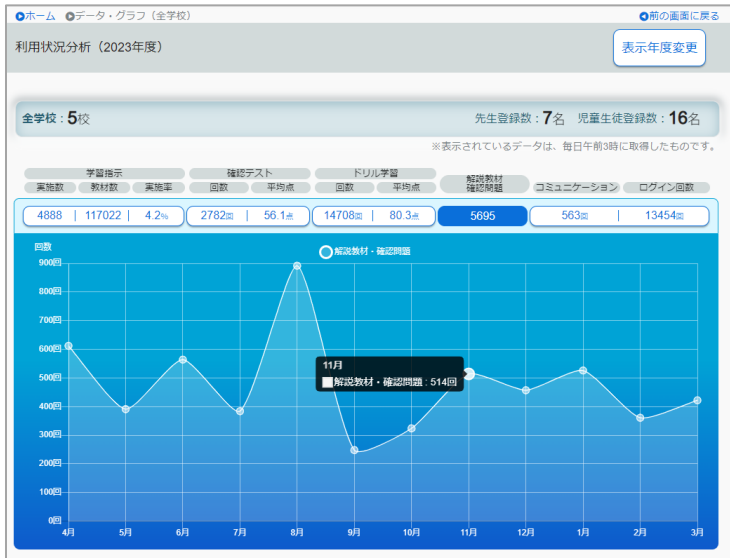 ホーム データ・グラフ（全学校） 前の画面に戻る
利用状況分析（2023年度） 表示年度変更
全学校：5校 先生登録数：7名 児童生徒登録数：16名
※表示されているデータは、毎日午前3時に取得したものです。
学習指示 確認テスト ドリル学習 解説教材
実施数 教材数 実施率 回数 平均点 回数 平均点 確認問題 コミュニケーション ログイン回数
4888 | 117022 | 4.2% 2782回 | 56.1点 14708回 | 80.3点 5695 563回 | 13454回
回数 解説教材・確認問題
900回
800回
700回
600回
11月
解説教材・確認問題：514回
500回
400回
300回
200回
100回
0回
4月 5月 6月 7月 8月 9月 10月 11月 12月 1月 2月 3月